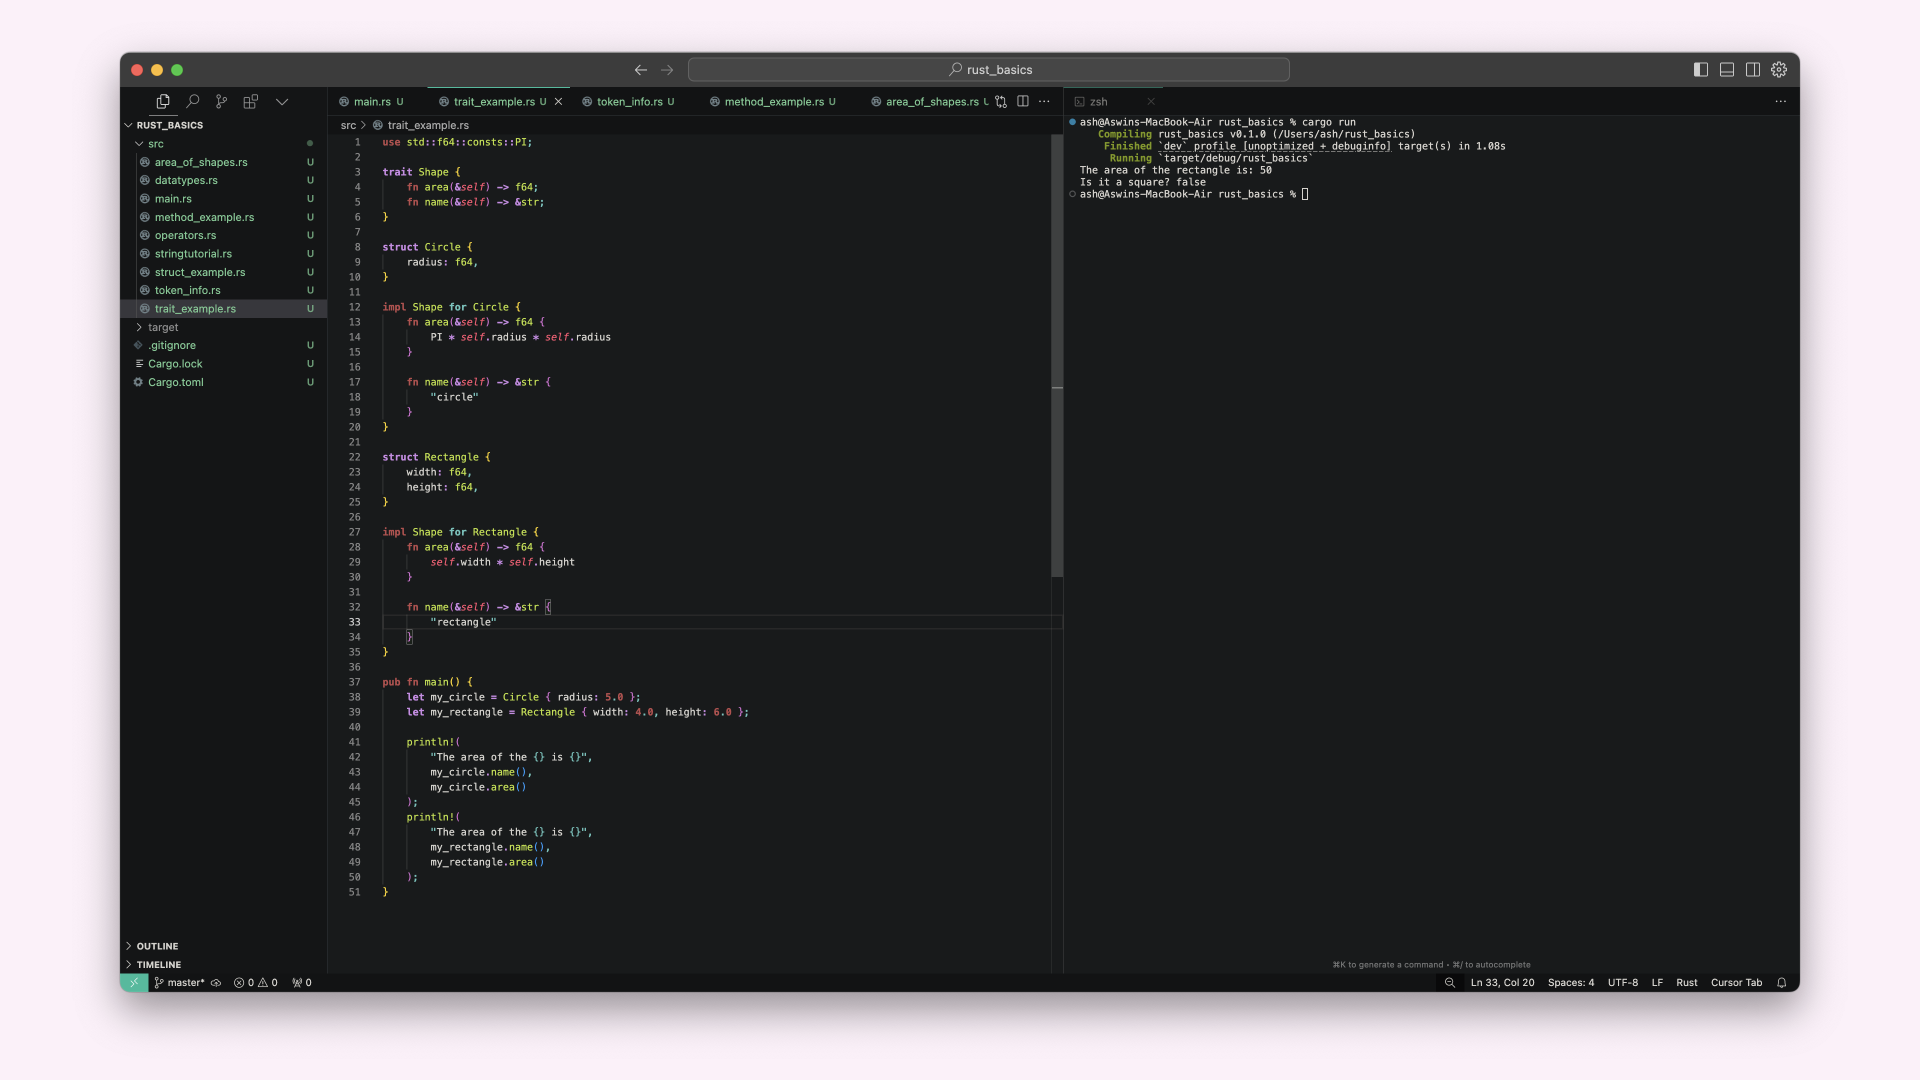 rust_basics
main.rs U
trait_example.rs U
token_info.rs U
method_example.rs U
area_of_shapes.rs U
zsh
RUST_BASICS
src
area_of_shapes.rs U
datatypes.rs U
main.rs U
method_example.rs U
operators.rs U
stringtutorial.rs U
struct_example.rs U
token_info.rs U
trait_example.rs U
target
.gitignore U
Cargo.lock U
Cargo.toml U
OUTLINE
TIMELINE
src > trait_example.rs
1 use std::f64::consts::PI;
2
3 trait Shape {
4 fn area(&self) -> f64;
5 fn name(&self) -> &str;
6 }
7
8 struct Circle {
9 radius: f64,
10 }
11
12 impl Shape for Circle {
13 fn area(&self) -> f64 {
14 PI * self.radius * self.radius
15 }
16
17 fn name(&self) -> &str {
18 "circle"
19 }
20 }
21
22 struct Rectangle {
23 width: f64,
24 height: f64,
25 }
26
27 impl Shape for Rectangle {
28 fn area(&self) -> f64 {
29 self.width * self.height
30 }
31
32 fn name(&self) -> &str {
33 "rectangle"
34 }
35 }
36
37 pub fn main() {
38 let my_circle = Circle { radius: 5.0 };
39 let my_rectangle = Rectangle { width: 4.0, height: 6.0 };
40
41 println!(
42 "The area of the {} is {}",
43 my_circle.name(),
44 my_circle.area()
45 );
46 println!(
47 "The area of the {} is {}",
48 my_rectangle.name(),
49 my_rectangle.area()
50 );
51 }
ash@Aswins-MacBook-Air rust_basics % cargo run
Compiling rust_basics v0.1.0 (/Users/ash/rust_basics)
Finished `dev` profile [unoptimized + debuginfo] target(s) in 1.08s
Running `target/debug/rust_basics`
The area of the rectangle is: 50
Is it a square? false
ash@Aswins-MacBook-Air rust_basics %
⌘K to generate a command • ⌘/ to autocomplete
master* 0 0 0
Ln 33, Col 20 Spaces: 4 UTF-8 LF Rust Cursor Tab